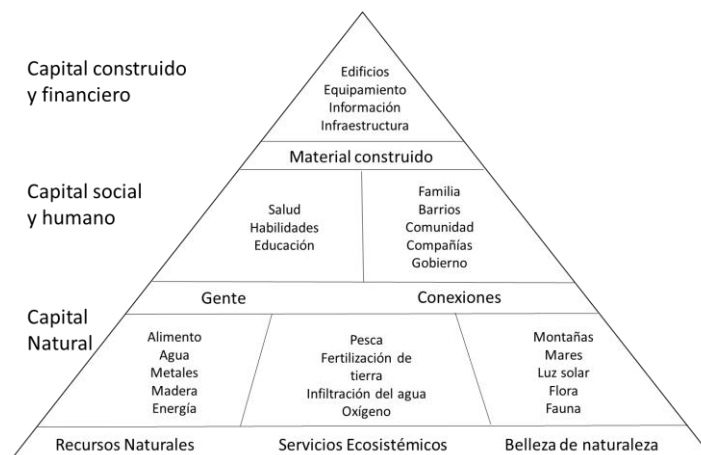 Capital construido
y financiero
Edificios
Equipamiento
Información
Infraestructura
Material construido
Capital social
y humano
Salud
Habilidades
Educación
Familia
Barrios
Comunidad
Compañías
Gobierno
Gente
Conexiones
Capital
Natural
Alimento
Agua
Metales
Madera
Energía
Pesca
Fertilización de
tierra
Infiltración del agua
Oxígeno
Montañas
Mares
Luz solar
Flora
Fauna
Recursos Naturales
Servicios Ecosistémicos
Belleza de naturaleza